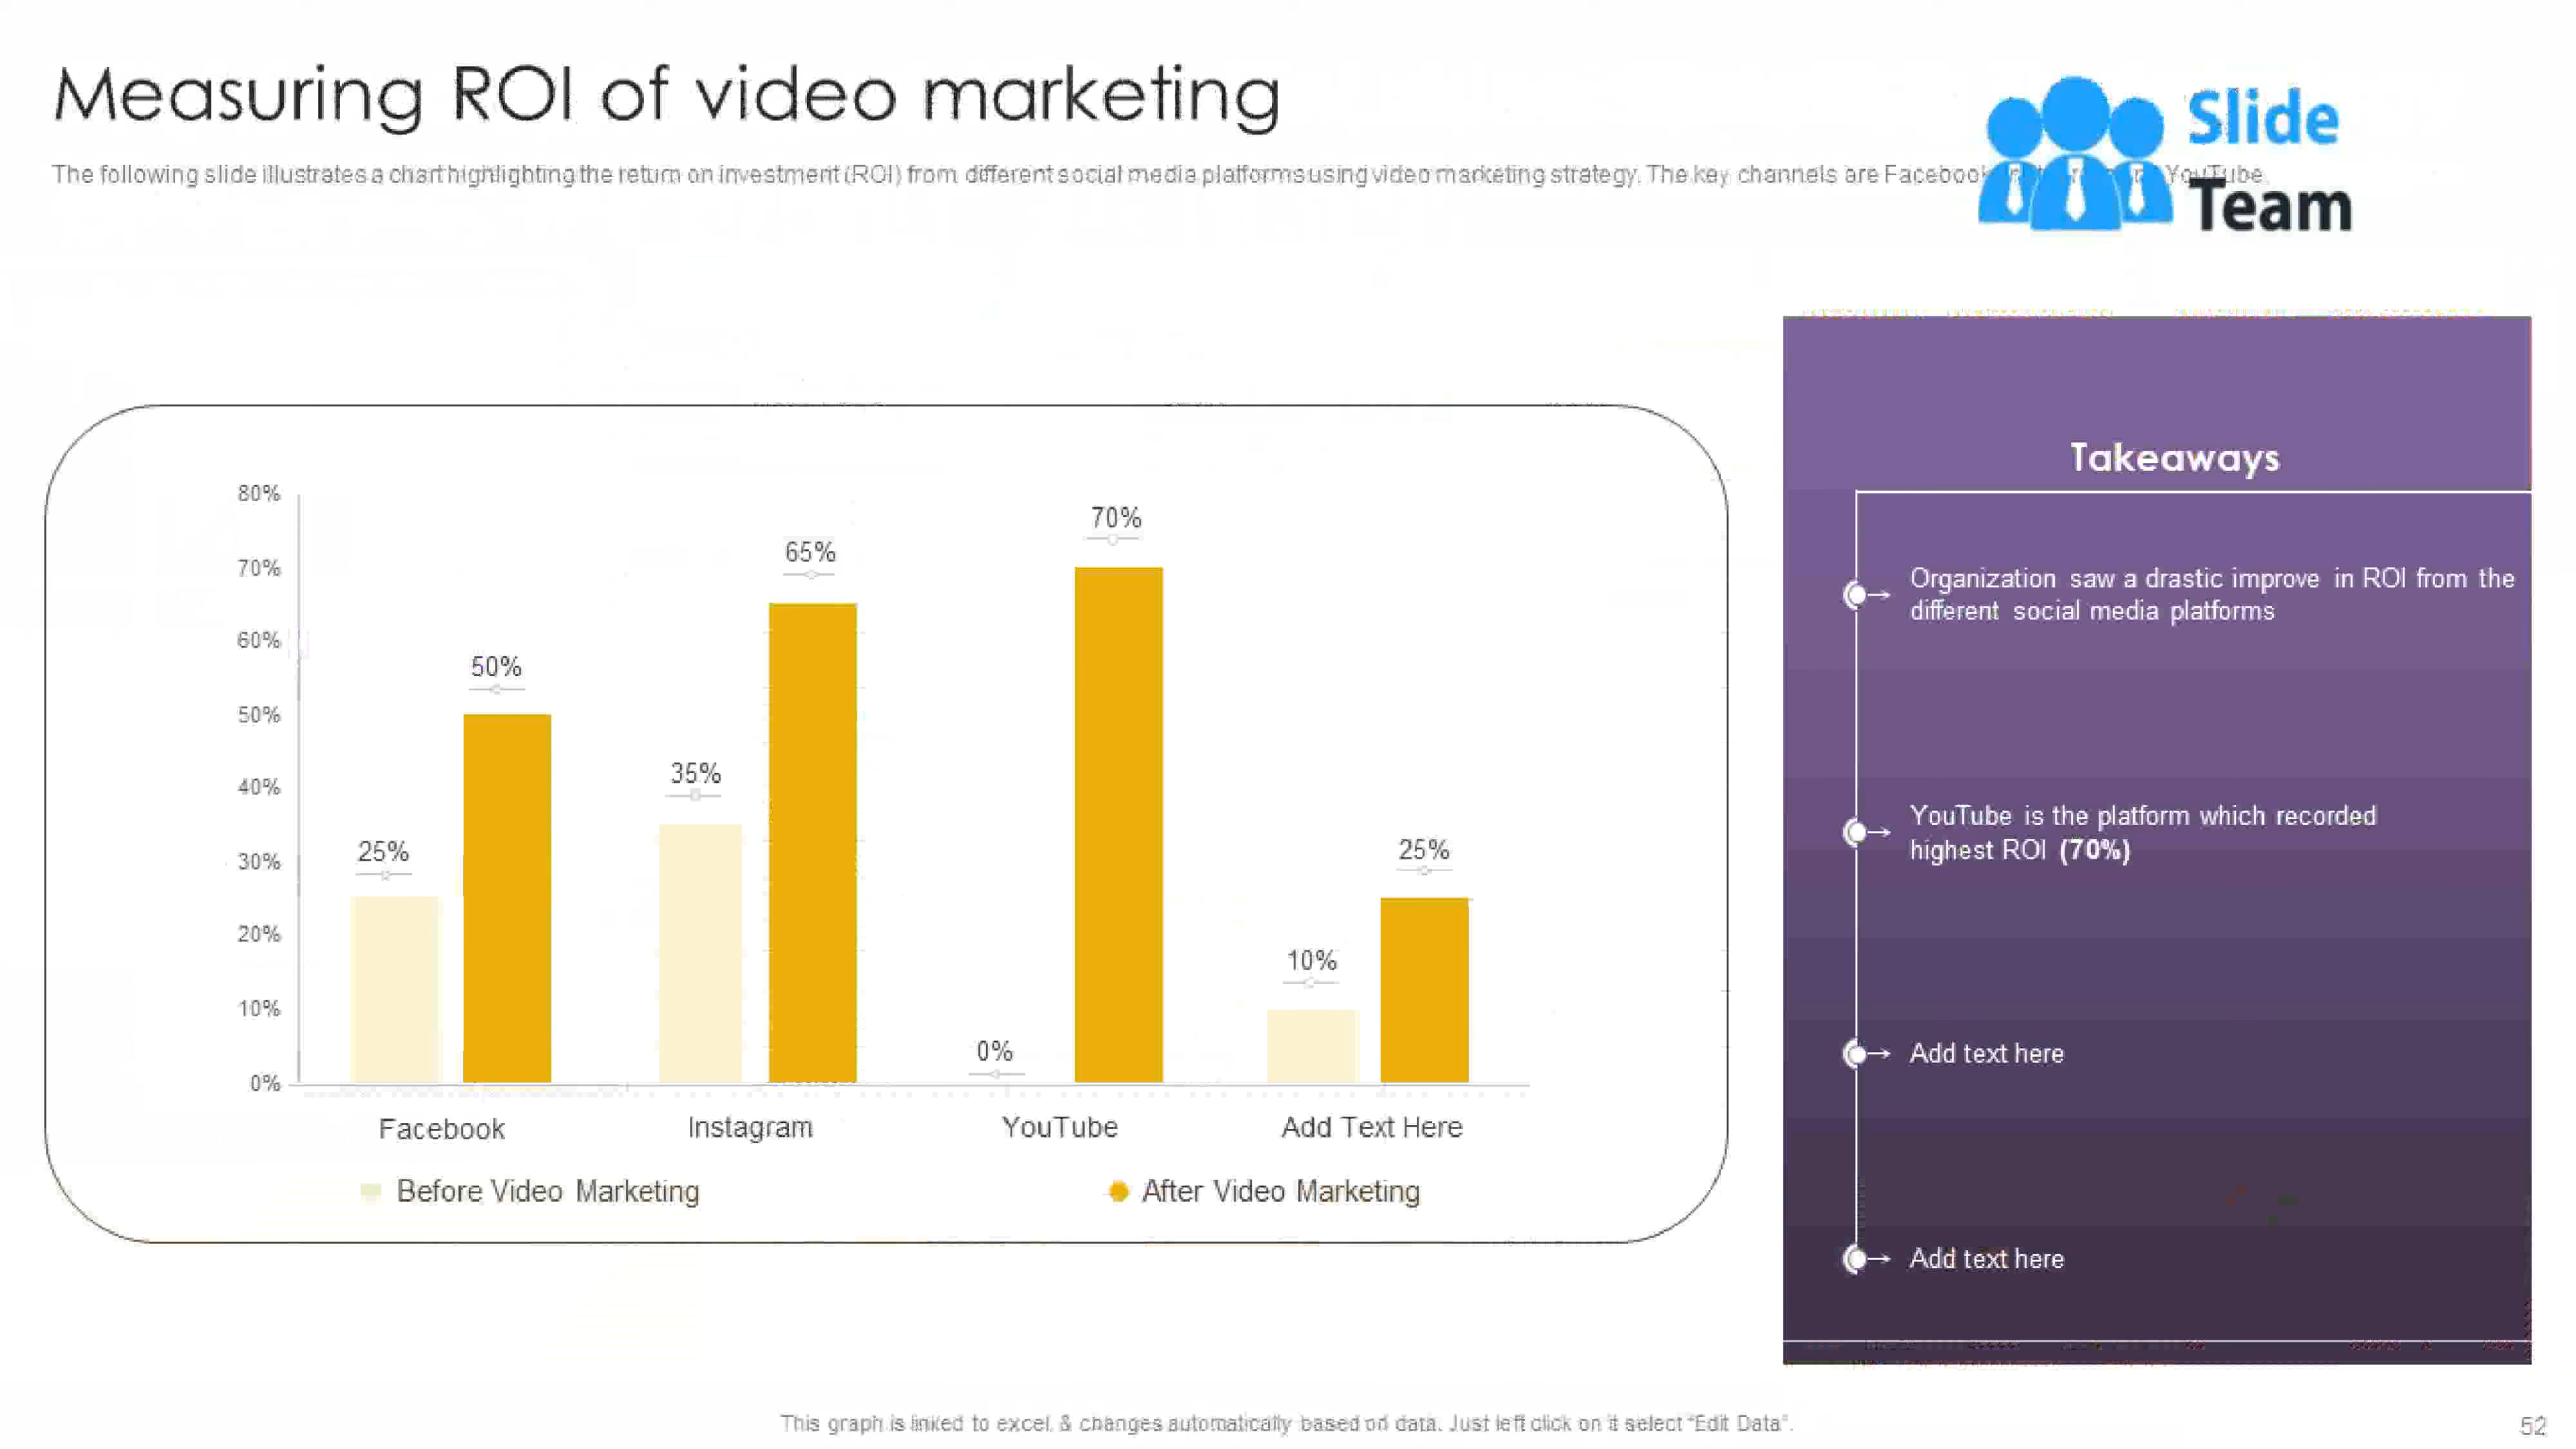 Measuring ROI of video marketing
Slide
Team
The following slide illustrates a chart highlighting the return on investment (ROI) from different social media platforms using video marketing strategy. The key channels are Facebook YouTube.
Takeaways
Organization saw a drastic improve in ROI from the
different social media platforms
YouTube is the platform which recorded
highest ROI (70%)
Add text here
Add text here
80%
70%
60%
50%
40%
30%
20%
10%
0%
25%
50%
35%
65%
0%
70%
10%
25%
Facebook
Instagram
YouTube
Add Text Here
Before Video Marketing
After Video Marketing
This graph is linked to excel, & changes automatically based on data. Just left click on it select "Edit Data".
52